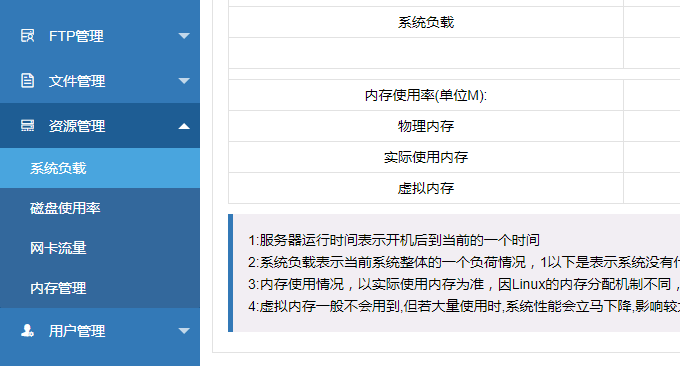 FTP管理
文件管理
资源管理
系统负载
磁盘使用率
网卡流量
内存管理
用户管理
系统负载
内存使用率(单位M):
物理内存
实际使用内存
虚拟内存
1:服务器运行时间表示开机后到当前的一个时间
2:系统负载表示当前系统整体的一个负荷情况，1以下是表示系统没有什
3:内存使用情况，以实际使用内存为准，因Linux的内存分配机制不同，
4:虚拟内存一般不会用到,但若大量使用时,系统性能会立马下降,影响较